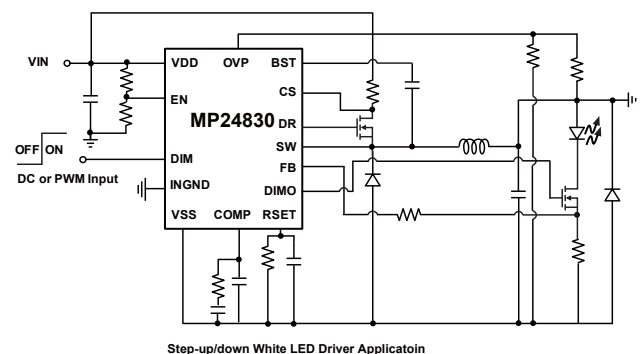 VIN
VDD
OVP
BST
EN
CS
MP24830
DR
SW
OFF ON
DIM
FB
DC or PWM Input
INGND
DIMO
VSS
COMP
RSET
Step-up/down White LED Driver Applicatoin